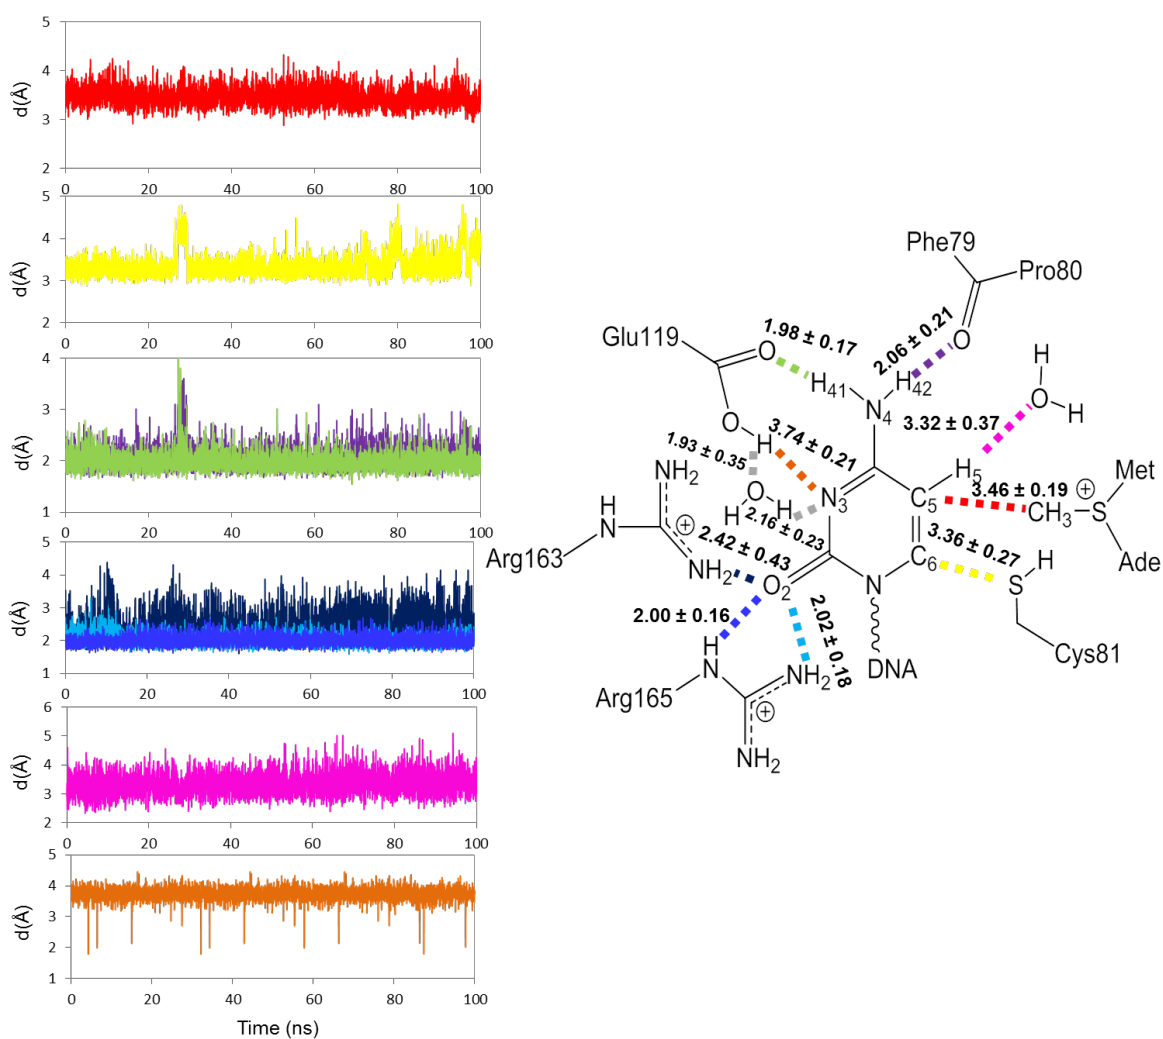 5
4
3
2
d(Å)
0 20 40 60 80 100
5
4
3
2
d(Å)
0 20 40 60 80 100
4
3
2
1
d(Å)
0 20 40 60 80 100
5
4
3
2
1
d(Å)
0 20 40 60 80 100
6
5
4
3
2
d(Å)
0 20 40 60 80 100
5
4
3
2
1
d(Å)
0 20 40 60 80 100
Time (ns)
Phe79
Pro80
Glu119
O
1.98 ± 0.17
2.06 ± 0.21
O
H
H41
H42
O
H
N4
3.32 ± 0.37
O
H
H
3.74 ± 0.21
1.93 ± 0.35
NH2
H5
Met
O
H
H
N3
C5
3.46 ± 0.19
CH3
S
H
N
2.16 ± 0.23
2.42 ± 0.43
3.36 ± 0.27
Arg163
NH2
C6
H
Ade
O2
N
S
2.00 ± 0.16
2.02 ± 0.18
H
N
Cys81
NH2
DNA
Arg165
NH2